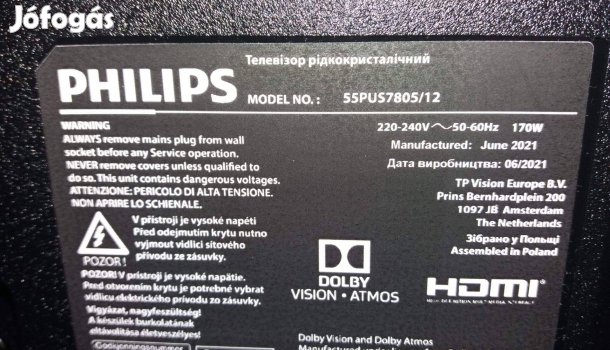 Jófogás
Телевізор рідкокристалічний
PHILIPS
MODEL NO. : 55PUS7805/12
WARNING
ALWAYS remove mains plug from wall
socket before any Service operation.
NEVER remove covers unless qualified to
do so. This unit contains dangerous voltages.
ATTENZIONE: PERICOLO DI ALTA TENSIONE.
NON APRIRE LO SCHIENALE.
V přístroji je vysoké napětí
Před odejmutím krytu nutno
vyjmout vidlici síťového
přívodu ze zásuvky.
POZOR!
POZOR! V prístroji je vysoké napätie.
Pred otvorením krytu je potrebné vybrať
vidlicu elektrického prívodu zo zásuvky.
Vigyázat, nagyfeszültség!
A készülék burkolatának
eltávolítása életveszélyes!
Godkjonningsnummer
220-240V~50-60Hz 170W
Manufactured: June 2021
Дата виробництва: 06/2021
TP Vision Europe B.V.
Prins Bernhardplein 200
1097 JB Amsterdam
The Netherlands
Зібрано у Польщі
Assembled in Poland
DOLBY
VISION·ATMOS
HDMI
HIGH-DEFINITION MULTIMEDIA INTERFACE
Dolby Vision and Dolby Atmos